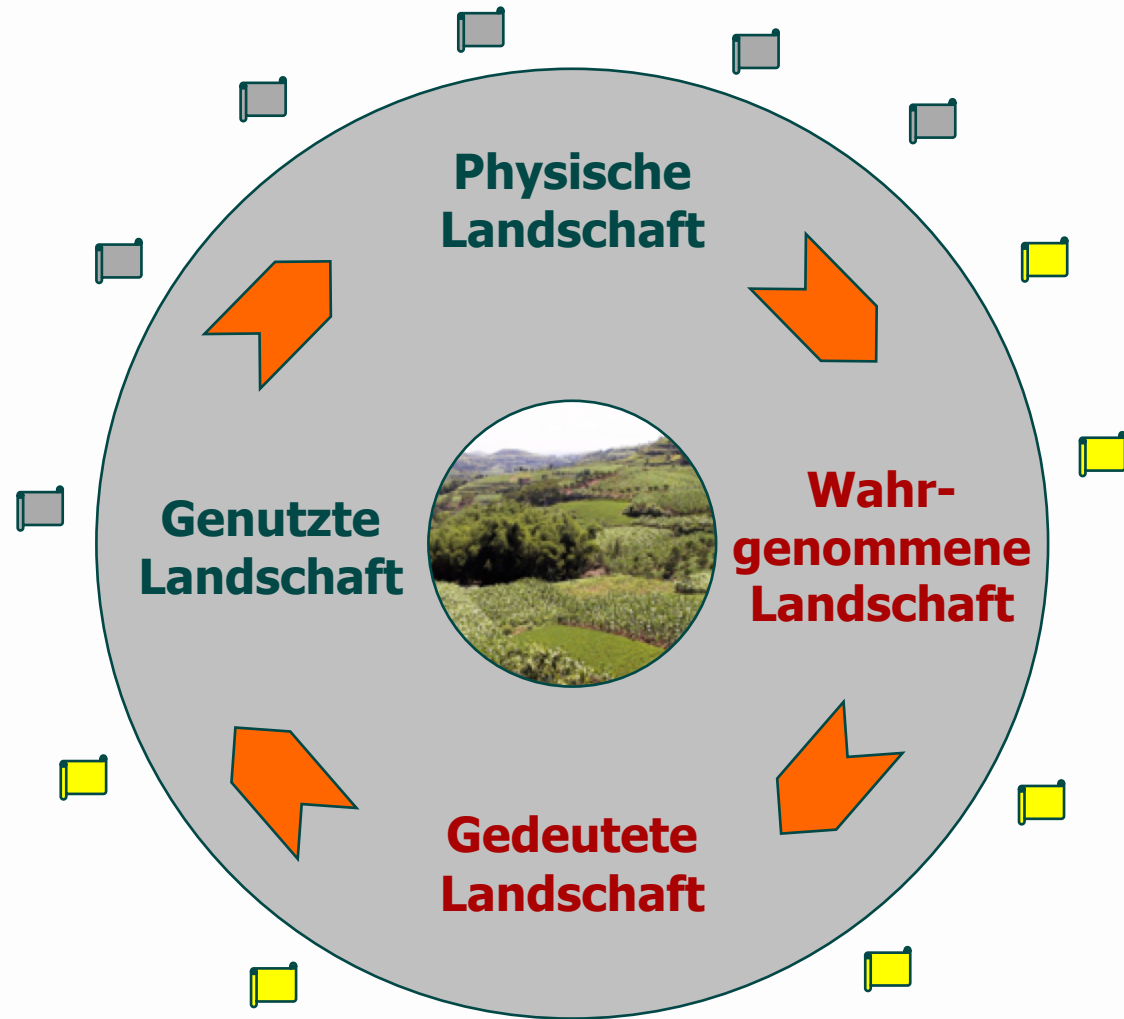 Physische
Landschaft
Wahr-
genommene
Landschaft
Gedeutete
Landschaft
Genutzte
Landschaft